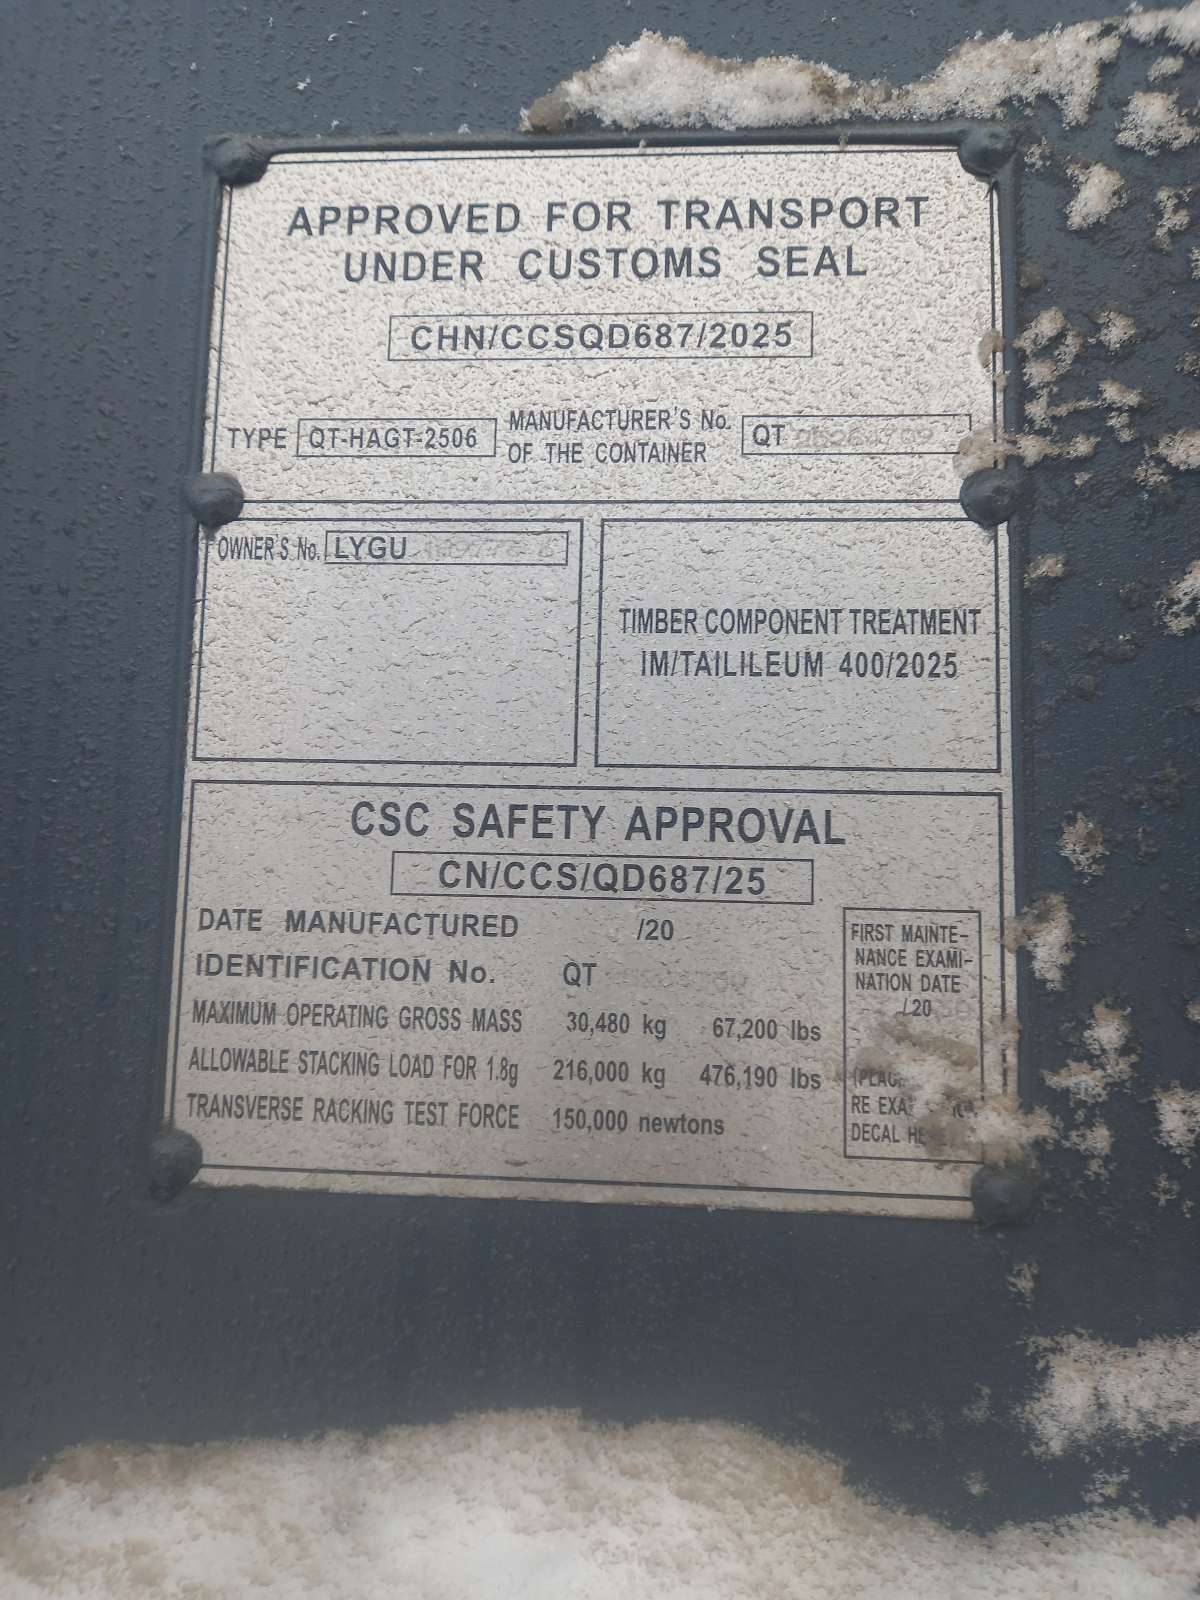 APPROVED FOR TRANSPORT
UNDER CUSTOMS SEAL
CHN/CCSQD687/2025
TYPE QT-HAGT-2506 MANUFACTURER'S No. OF THE CONTAINER QT
OWNER'S No. LYGU
TIMBER COMPONENT TREATMENT
IM/TAILILEUM 400/2025
CSC SAFETY APPROVAL
CN/CCS/QD687/25
DATE MANUFACTURED /20
IDENTIFICATION No. QT
MAXIMUM OPERATING GROSS MASS 30,480 kg 67,200 lbs
ALLOWABLE STACKING LOAD FOR 1.8g 216,000 kg 476,190 lbs
TRANSVERSE RACKING TEST FORCE 150,000 newtons
FIRST MAINTE-
NANCE EXAMI-
NATION DATE
/20
RE
DECAL